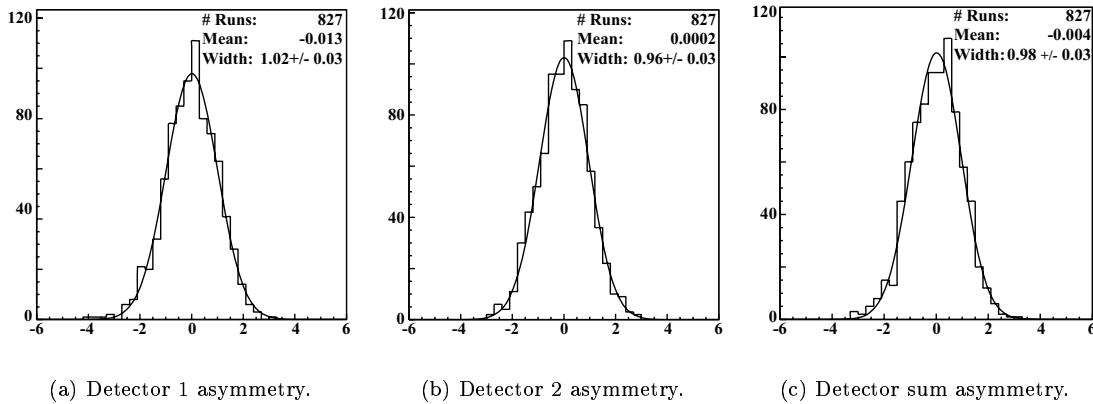 120
80
40
0
-6
-4
-2
0
2
4
6
# Runs: 827
Mean: -0.013
Width: 1.02+/- 0.03
(a) Detector 1 asymmetry.
120
80
40
0
-6
-4
-2
0
2
4
6
# Runs: 827
Mean: 0.0002
Width: 0.96+/- 0.03
(b) Detector 2 asymmetry.
120
80
40
0
-6
-4
-2
0
2
4
6
# Runs: 827
Mean: -0.004
Width: 0.98 +/- 0.03
(c) Detector sum asymmetry.